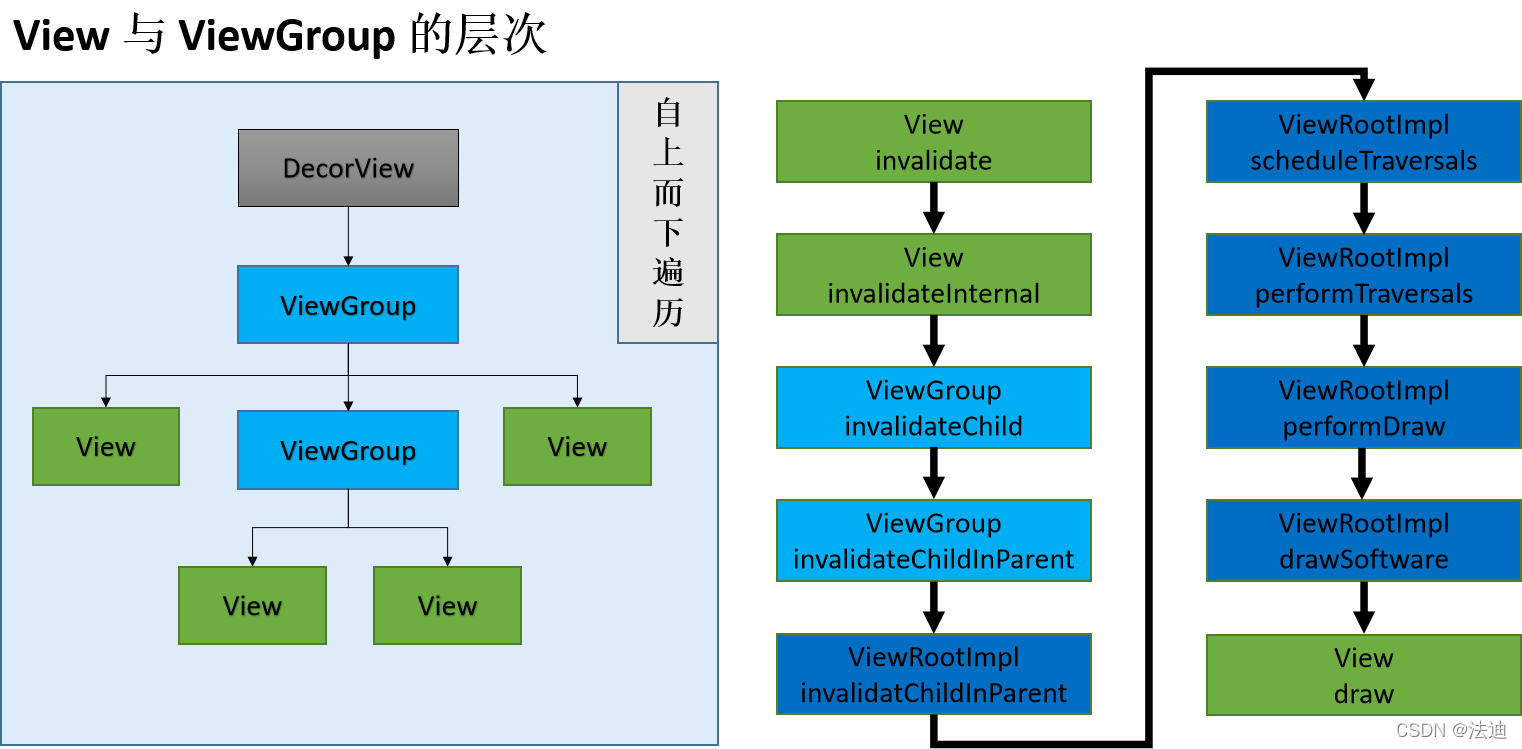 View 与 ViewGroup 的层次
自上而下遍历
DecorView
ViewGroup
View
ViewGroup
View
View
View
View
invalidate
View
invalidateInternal
ViewGroup
invalidateChild
ViewGroup
invalidateChildInParent
ViewRootImpl
invalidatChildInParent
ViewRootImpl
scheduleTraversals
ViewRootImpl
performTraversals
ViewRootImpl
performDraw
ViewRootImpl
drawSoftware
View
draw
CSDN @法迪